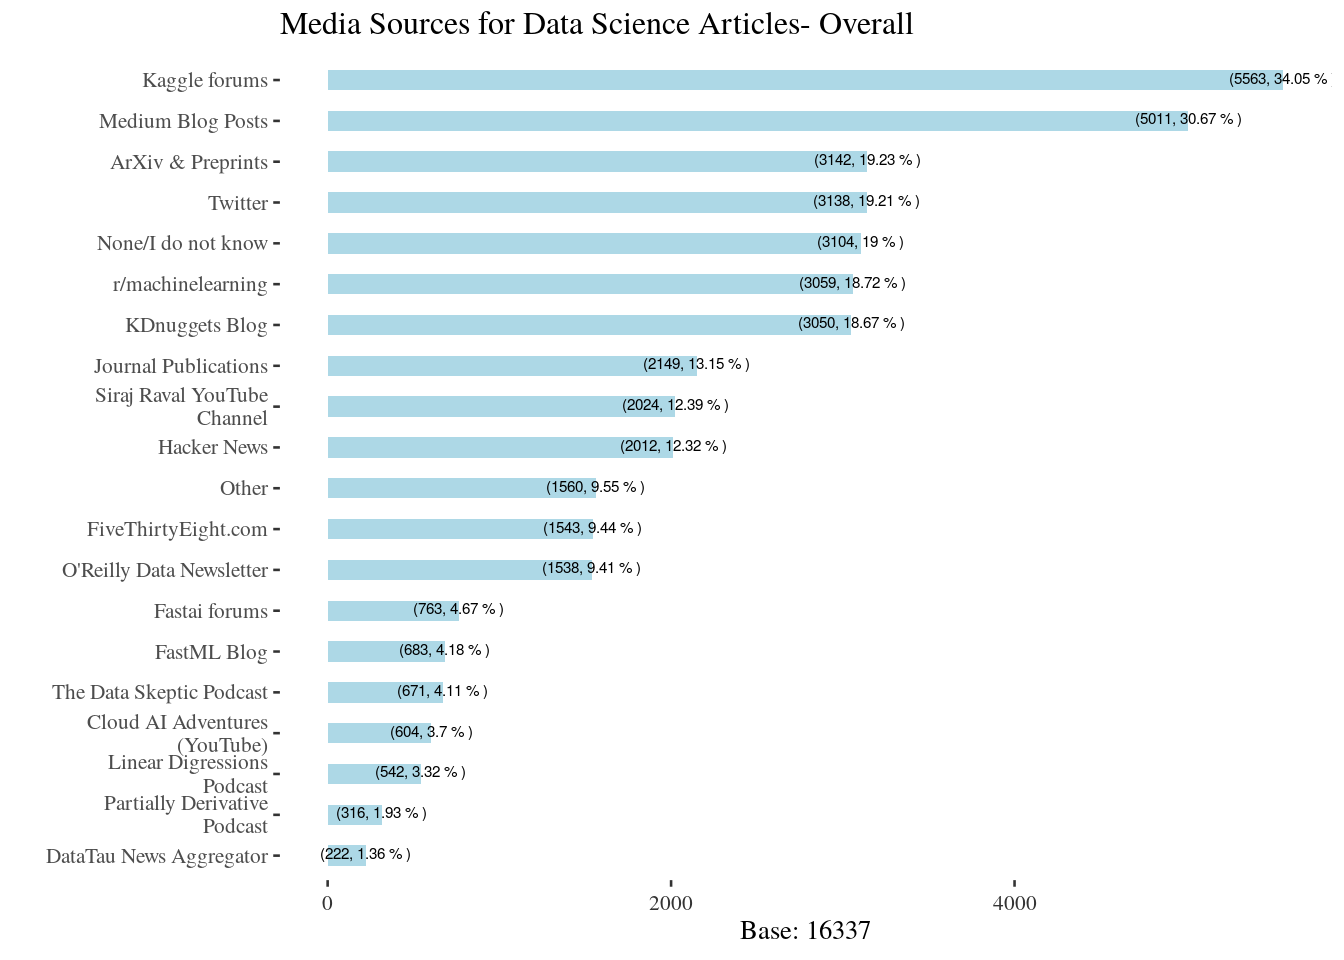 Media Sources for Data Science Articles- Overall
Kaggle forums (5563, 34.05 % )
Medium Blog Posts (5011, 30.67 % )
ArXiv & Preprints (3142, 19.23 % )
Twitter (3138, 19.21 % )
None/I do not know (3104, 19 % )
r/machinelearning (3059, 18.72 % )
KDnuggets Blog (3050, 18.67 % )
Journal Publications (2149, 13.15 % )
Siraj Raval YouTube
Channel (2024, 12.39 % )
Hacker News (2012, 12.32 % )
Other (1560, 9.55 % )
FiveThirtyEight.com (1543, 9.44 % )
O'Reilly Data Newsletter (1538, 9.41 % )
Fastai forums (763, 4.67 % )
FastML Blog (683, 4.18 % )
The Data Skeptic Podcast (671, 4.11 % )
Cloud AI Adventures
(YouTube) (604, 3.7 % )
Linear Digressions
Podcast (542, 3.32 % )
Partially Derivative
Podcast (316, 1.93 % )
DataTau News Aggregator (222, 1.36 % )
0 2000 4000
Base: 16337